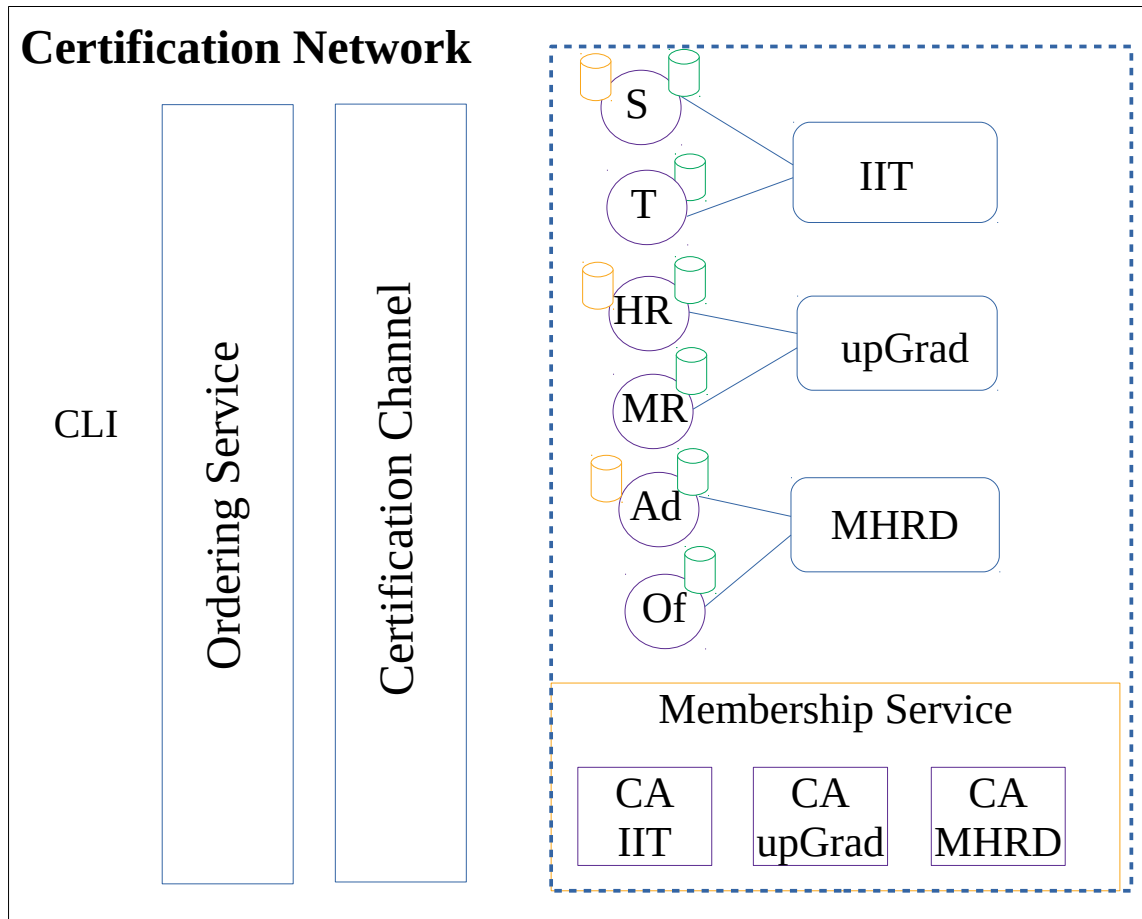 Certification Network
CLI
Ordering Service
Certification Channel
S
T
IIT
HR
MR
upGrad
Ad
Of
MHRD
Membership Service
CA
IIT
CA
upGrad
CA
MHRD